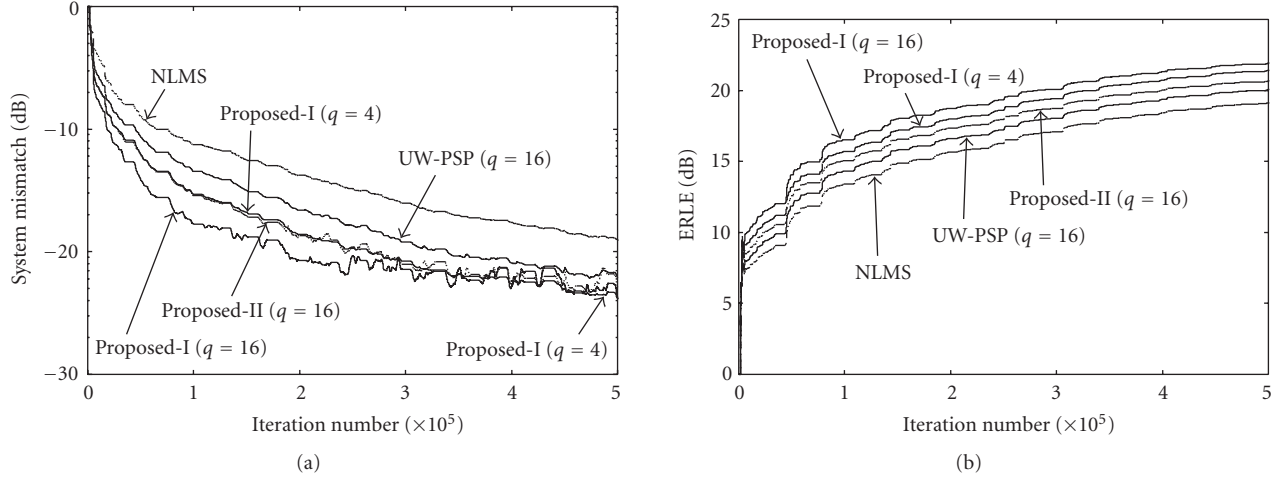 0
−10
−20
−30
System mismatch (dB)
NLMS
Proposed-I (q = 4)
UW-PSP (q = 16)
Proposed-II (q = 16)
Proposed-I (q = 16)
Proposed-I (q = 4)
0 1 2 3 4 5
Iteration number (×10⁵)
(a)
25
20
15
10
5
0
ERLE (dB)
Proposed-I (q = 16)
Proposed-I (q = 4)
Proposed-II (q = 16)
UW-PSP (q = 16)
NLMS
0 1 2 3 4 5
Iteration number (×10⁵)
(b)